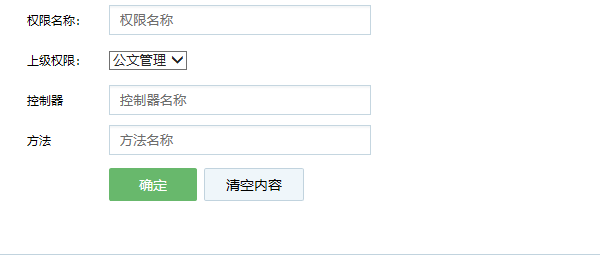 权限名称： 权限名称
上级权限： 公文管理
控制器 控制器名称
方法 方法名称
确定 清空内容